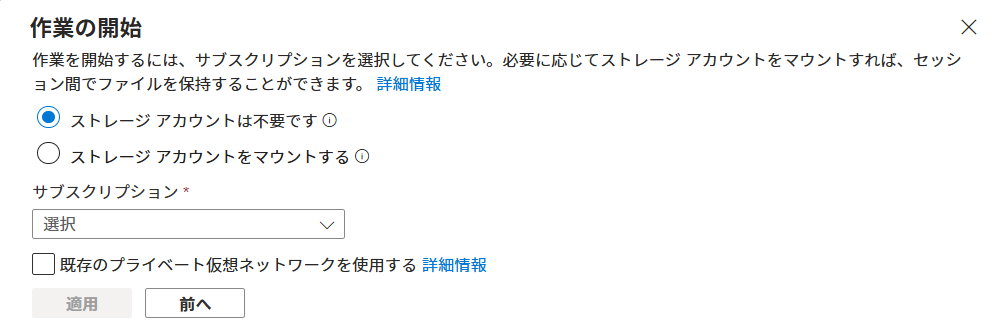 作業の開始
作業を開始するには、サブスクリプションを選択してください。必要に応じてストレージ アカウントをマウントすれば、セッシ
ョン間でファイルを保持することができます。 詳細情報
ストレージ アカウントは不要です
ストレージ アカウントをマウントする
サブスクリプション *
選択
既存のプライベート仮想ネットワークを使用する 詳細情報
適用 前へ